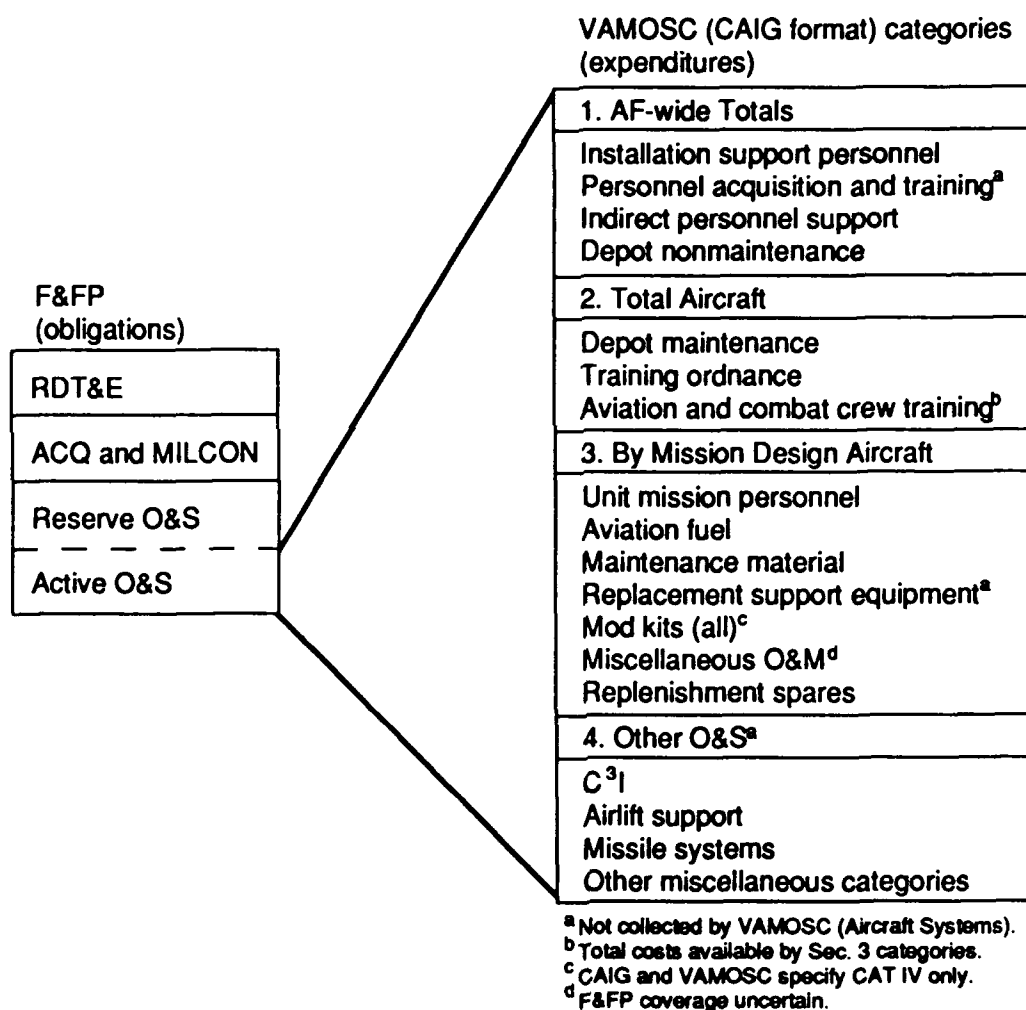 VAMOSC (CAIG format) categories
(expenditures)
1. AF-wide Totals
Installation support personnel
Personnel acquisition and training^a
Indirect personnel support
Depot nonmaintenance
2. Total Aircraft
Depot maintenance
Training ordnance
Aviation and combat crew training^b
3. By Mission Design Aircraft
Unit mission personnel
Aviation fuel
Maintenance material
Replacement support equipment^a
Mod kits (all)^c
Miscellaneous O&M^d
Replenishment spares
4. Other O&S^a
C^3I
Airlift support
Missile systems
Other miscellaneous categories
F&FP
(obligations)
RDT&E
ACQ and MILCON
Reserve O&S
Active O&S
^a Not collected by VAMOSC (Aircraft Systems).
^b Total costs available by Sec. 3 categories.
^c CAIG and VAMOSC specify CAT IV only.
^d F&FP coverage uncertain.